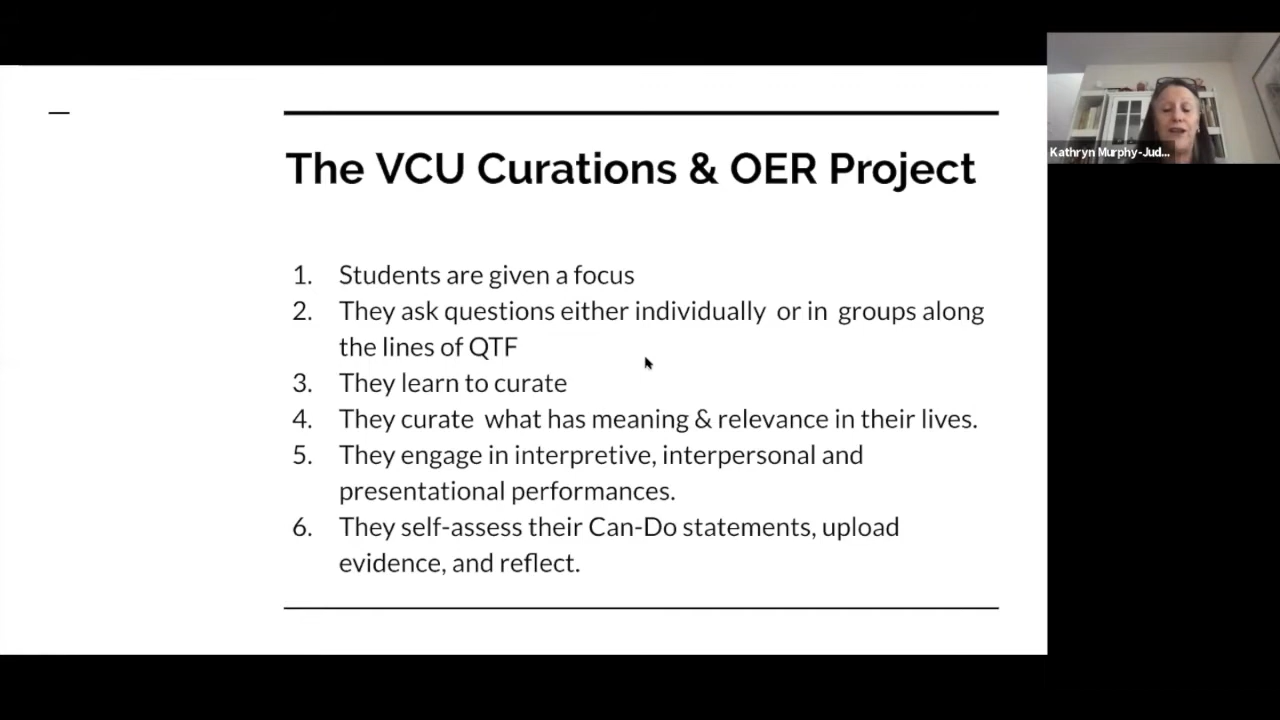 The VCU Curations & OER Project
1. Students are given a focus
2. They ask questions either individually or in groups along
the lines of QTF
3. They learn to curate
4. They curate what has meaning & relevance in their lives.
5. They engage in interpretive, interpersonal and
presentational performances.
6. They self-assess their Can-Do statements, upload
evidence, and reflect.
Kathryn Murphy-Jud...